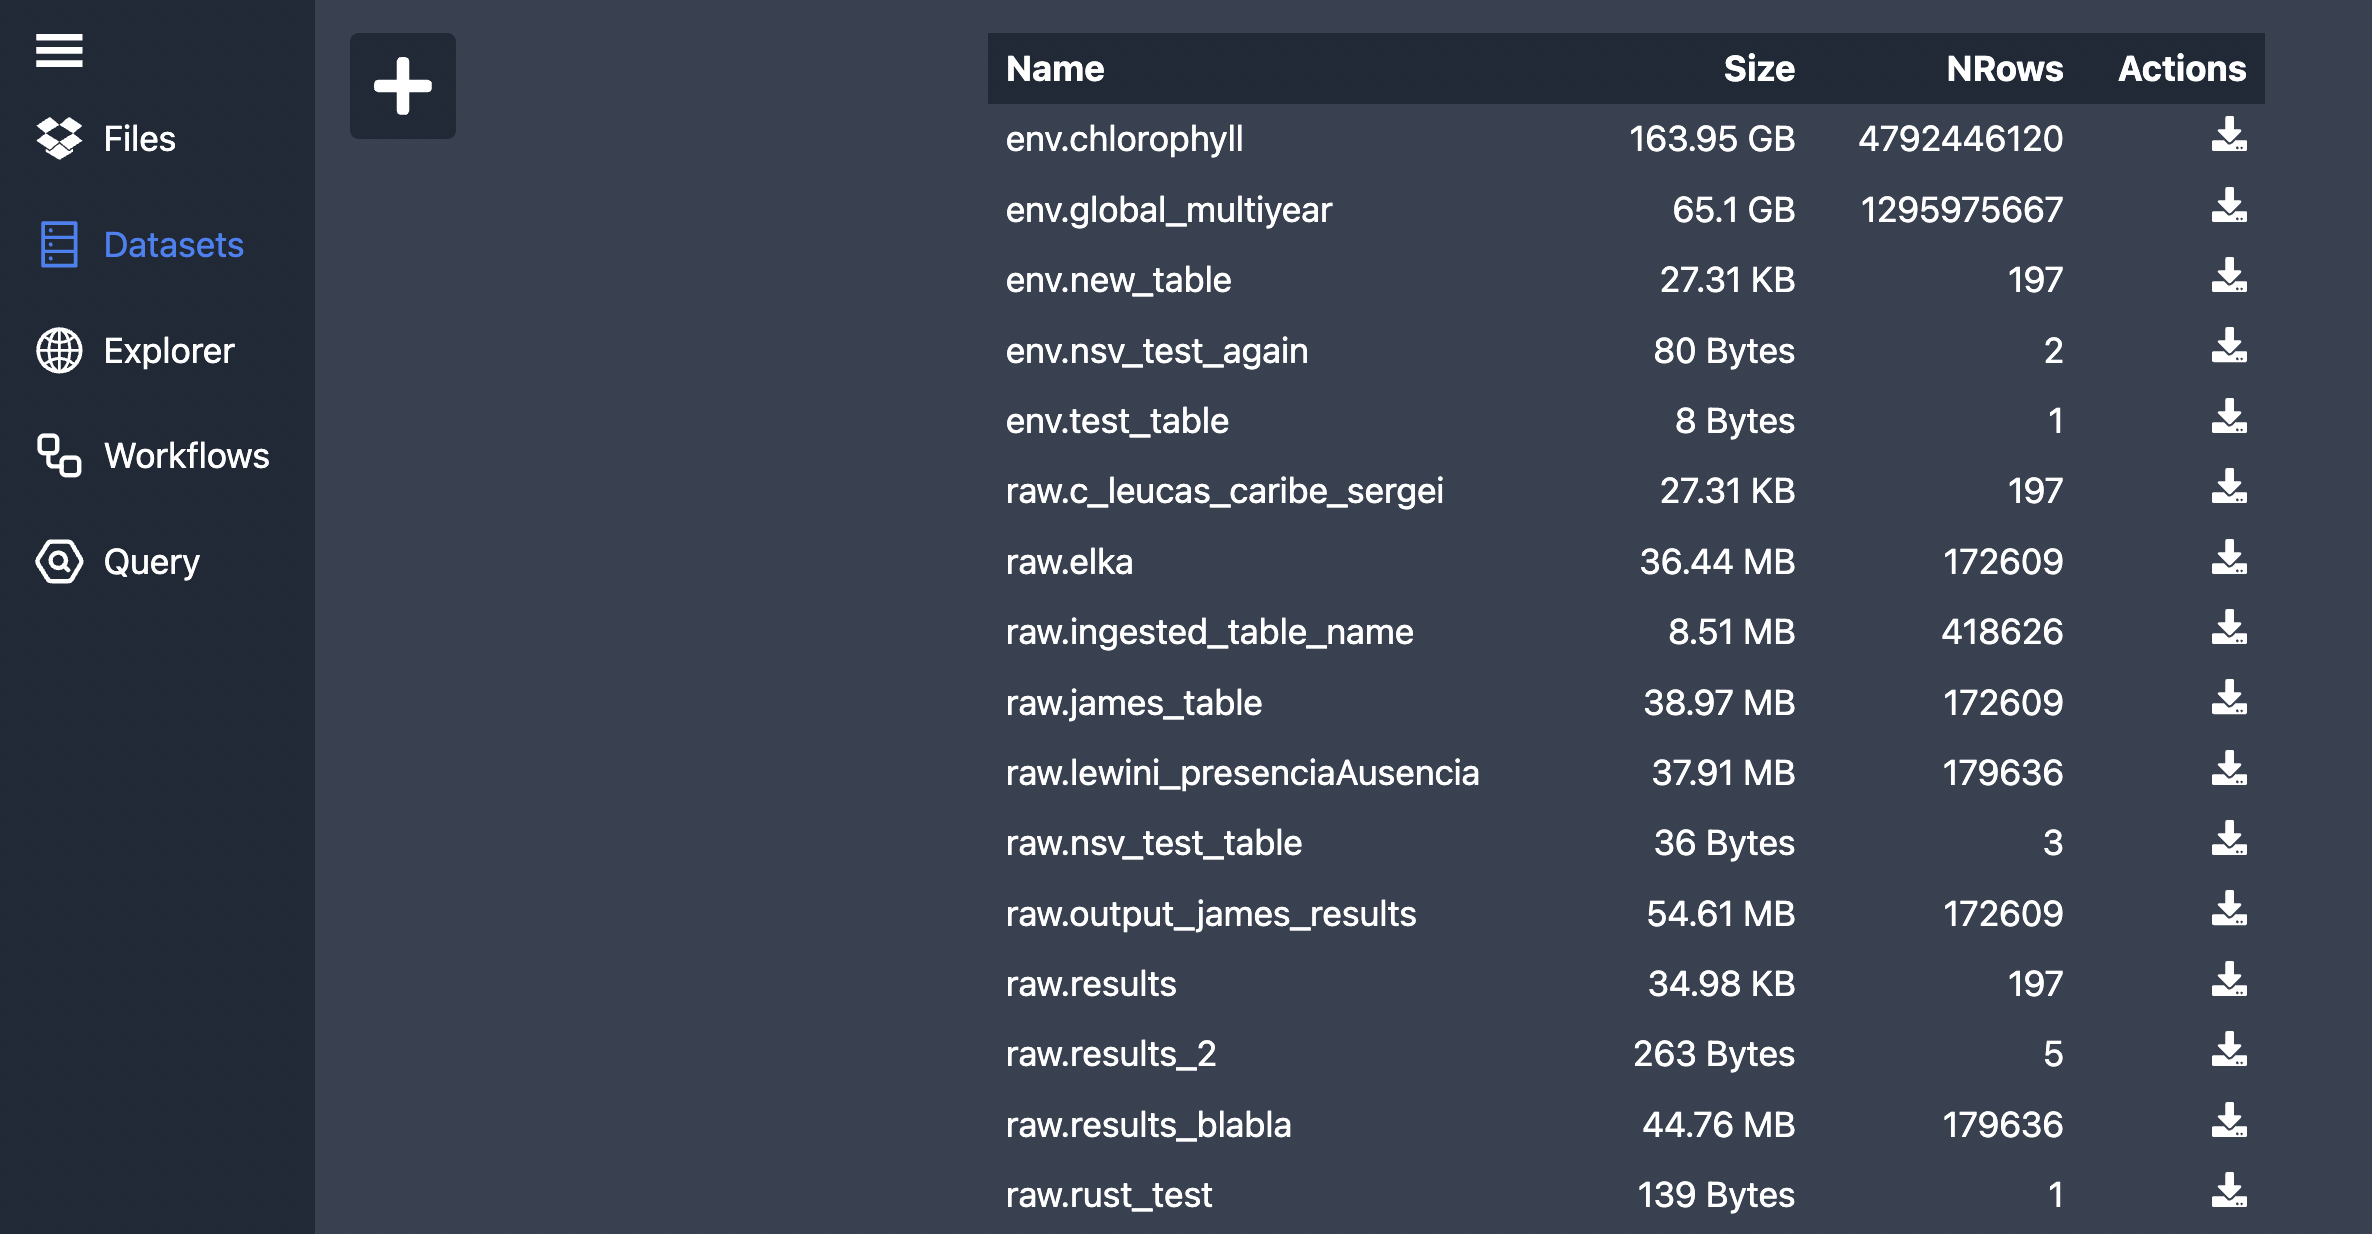 Files
Datasets
Explorer
Workflows
Query
Name Size NRows Actions
env.chlorophyll 163.95 GB 4792446120
env.global_multiyear 65.1 GB 1295975667
env.new_table 27.31 KB 197
env.nsv_test_again 80 Bytes 2
env.test_table 8 Bytes 1
raw.c_leucas_caribe_sergei 27.31 KB 197
raw.elka 36.44 MB 172609
raw.ingested_table_name 8.51 MB 418626
raw.james_table 38.97 MB 172609
raw.lewini_presenciaAusencia 37.91 MB 179636
raw.nsv_test_table 36 Bytes 3
raw.output_james_results 54.61 MB 172609
raw.results 34.98 KB 197
raw.results_2 263 Bytes 5
raw.results_blabla 44.76 MB 179636
raw.rust_test 139 Bytes 1